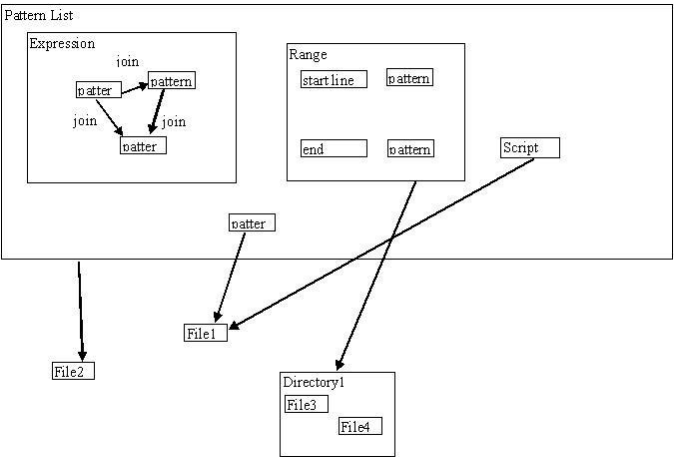 Pattern List
Expression
join
patter
pattern
join
join
patter
Range
start line
pattern
end
pattern
Script
patter
File1
File2
Directory1
File3
File4